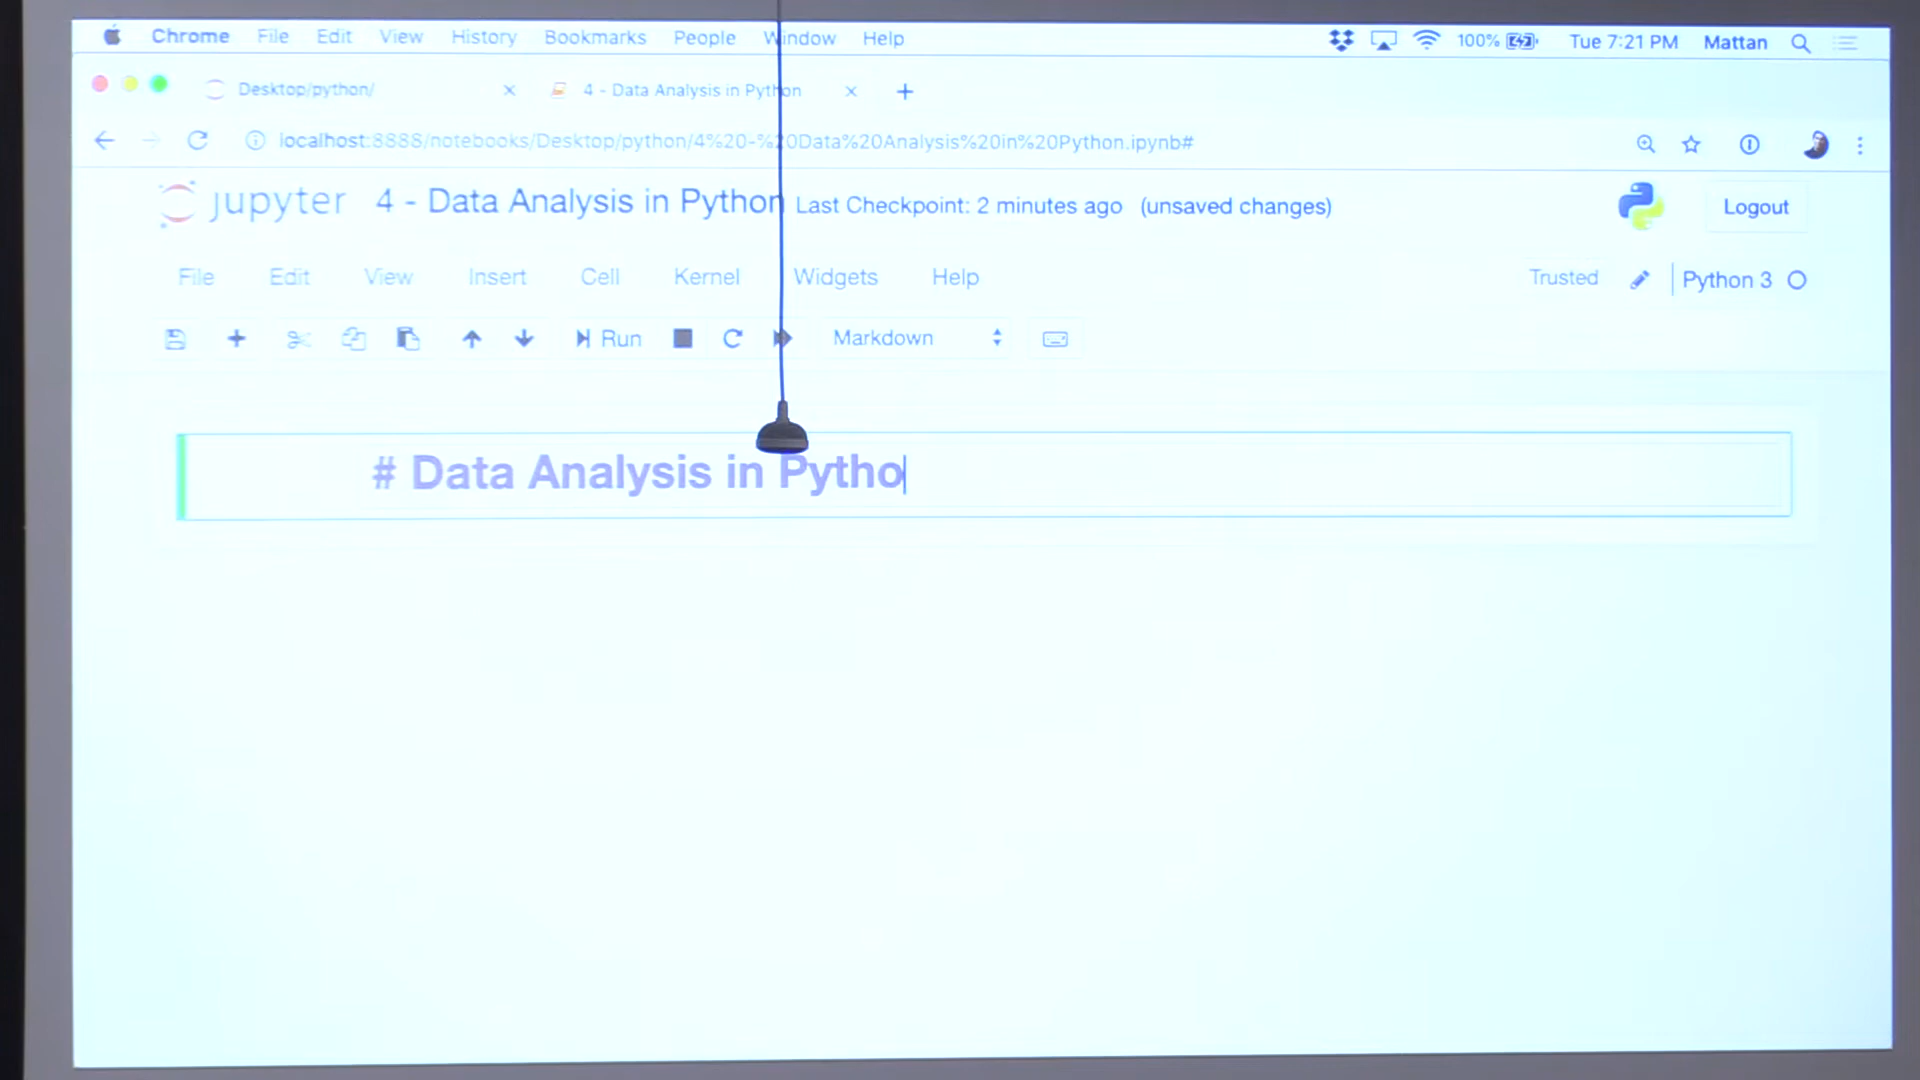 Chrome File Edit View History Bookmarks People Window Help 100% Tue 7:21 PM Mattan
Desktop/python/ 4 - Data Analysis in Python
localhost:8888/notebooks/Desktop/python/4%20-%20Data%20Analysis%20in%20Python.ipynb#
jupyter 4 - Data Analysis in Python Last Checkpoint: 2 minutes ago (unsaved changes) Logout
File Edit View Insert Cell Kernel Widgets Help Trusted Python 3
Run Markdown
# Data Analysis in Pytho